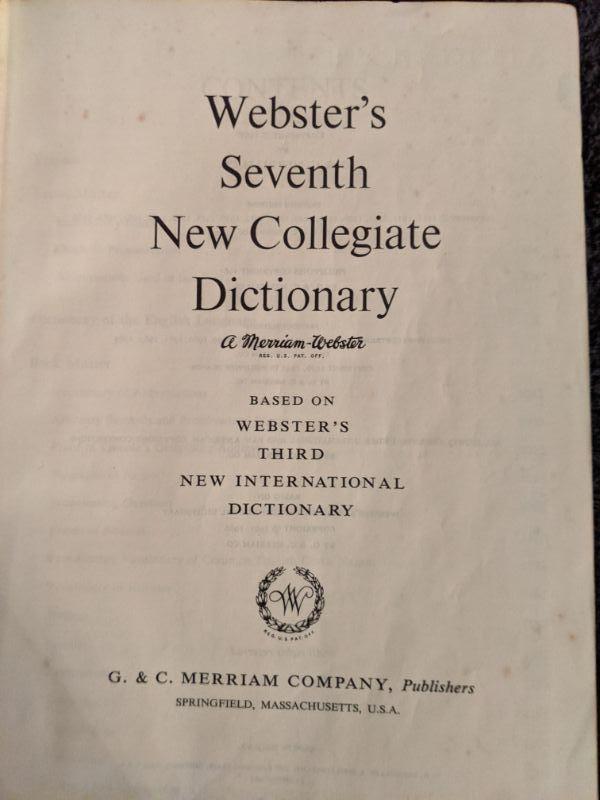 Webster's
Seventh
New Collegiate
Dictionary
A Merriam-Webster
REG. U.S. PAT. OFF.
BASED ON
WEBSTER'S
THIRD
NEW INTERNATIONAL
DICTIONARY
W
REG. U.S. PAT. OFF.
G. & C. MERRIAM COMPANY, Publishers
SPRINGFIELD, MASSACHUSETTS, U.S.A.